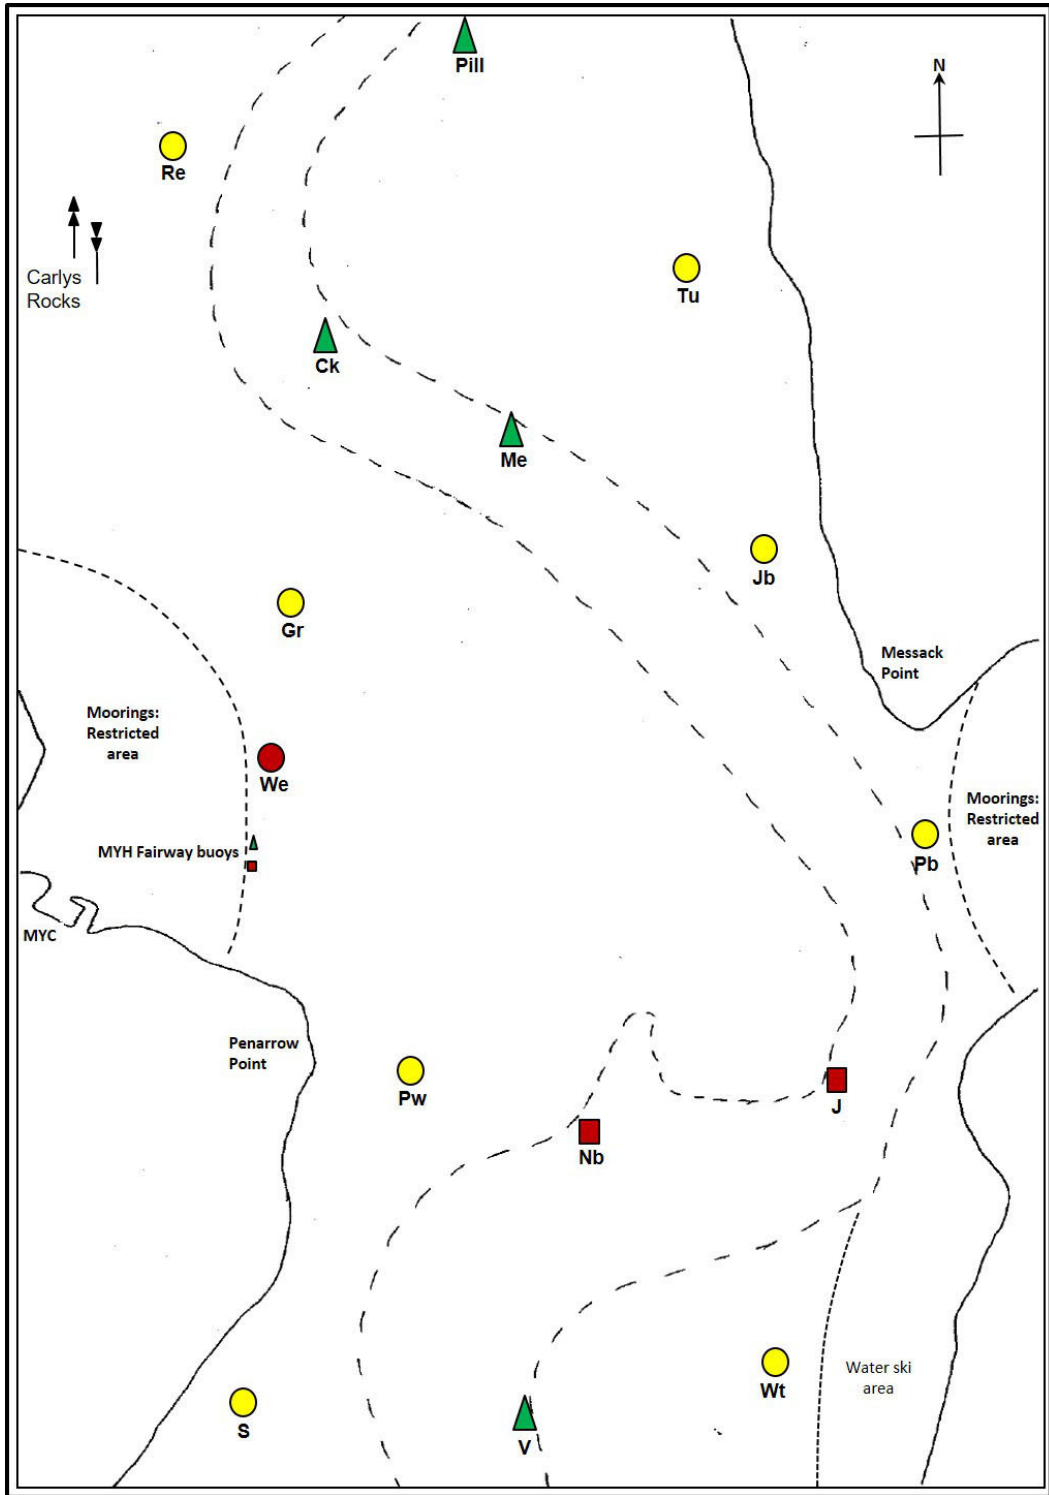 Pill
N
Re
Carlys
Rocks
Tu
Ck
Me
Jb
Gr
Messack
Point
Moorings:
Restricted
area
We
Moorings:
Restricted
area
MYH Fairway buoys
Pb
MYC
Penarrow
Point
Pw
J
Nb
Water ski
area
Wt
S
V